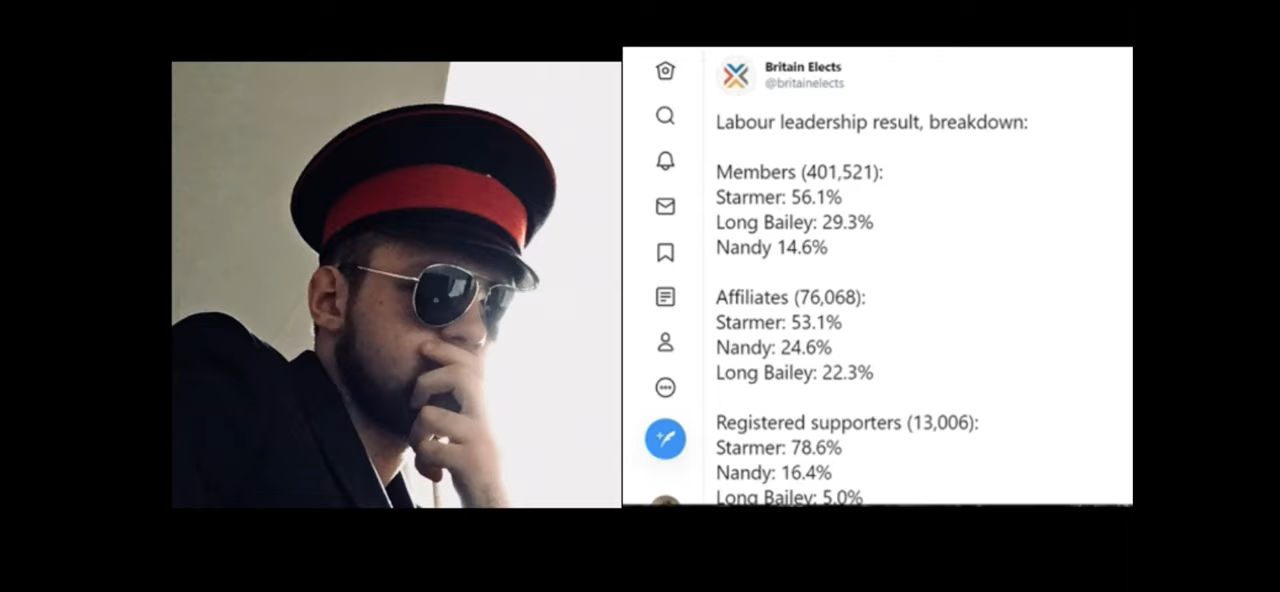 Britain Elects
@britainelects
Labour leadership result, breakdown:
Members (401,521):
Starmer: 56.1%
Long Bailey: 29.3%
Nandy 14.6%
Affiliates (76,068):
Starmer: 53.1%
Nandy: 24.6%
Long Bailey: 22.3%
Registered supporters (13,006):
Starmer: 78.6%
Nandy: 16.4%
Long Bailey: 5.0%